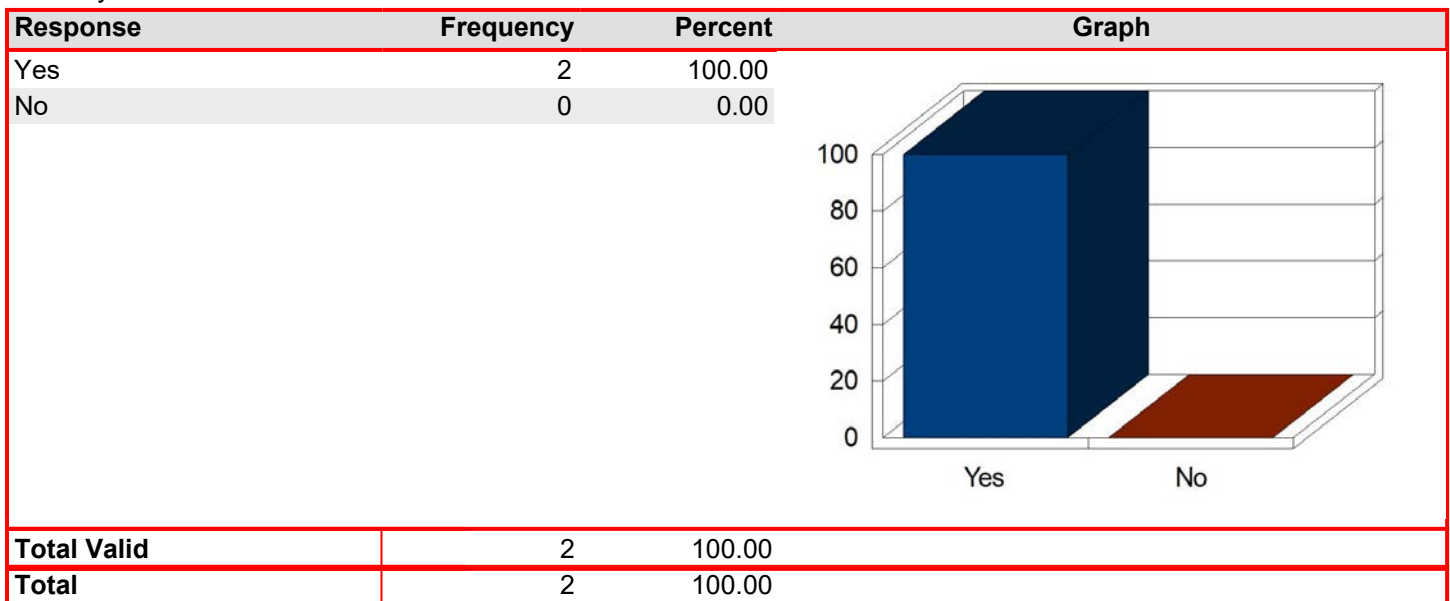 Response Frequency Percent Graph
Yes 2 100.00
No 0 0.00
100
80
60
40
20
0
Yes No
Total Valid 2 100.00
Total 2 100.00